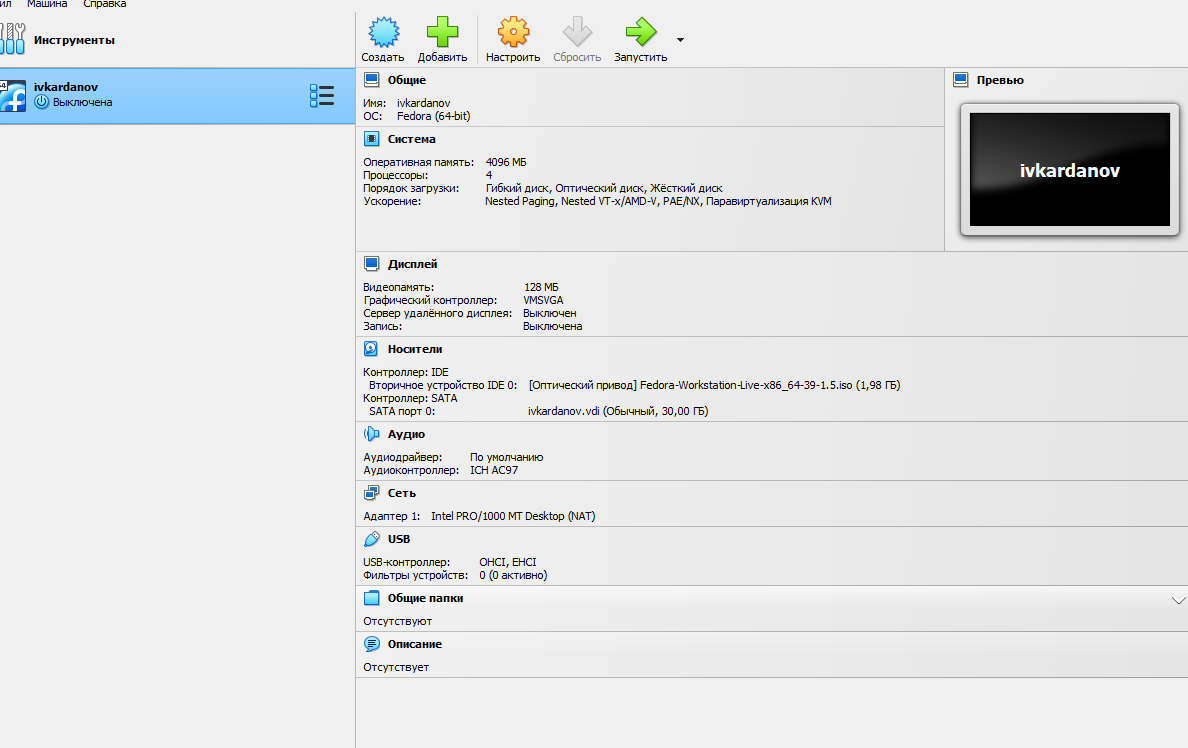 Машина Справка
Инструменты
Создать Добавить Настроить Сбросить Запустить
ivkardanov
Выключена
Общие
Имя: ivkardanov
ОС: Fedora (64-bit)
Превью
ivkardanov
Система
Оперативная память: 4096 МБ
Процессоры: 4
Порядок загрузки: Гибкий диск, Оптический диск, Жёсткий диск
Ускорение: Nested Paging, Nested VT-x/AMD-V, PAE/NX, Паравиртуализация KVM
Дисплей
Видеопамять: 128 МБ
Графический контроллер: VMSVGA
Сервер удалённого дисплея: Выключен
Запись: Выключена
Носители
Контроллер: IDE
Вторичное устройство IDE 0: [Оптический привод] Fedora-Workstation-Live-x86_64-39-1.5.iso (1,98 ГБ)
Контроллер: SATA
SATA порт 0: ivkardanov.vdi (Обычный, 30,00 ГБ)
Аудио
Аудиодрайвер: По умолчанию
Аудиоконтроллер: ICH AC97
Сеть
Адаптер 1: Intel PRO/1000 MT Desktop (NAT)
USB
USB-контроллер: OHCI, EHCI
Фильтры устройств: 0 (0 активно)
Общие папки
Отсутствуют
Описание
Отсутствует